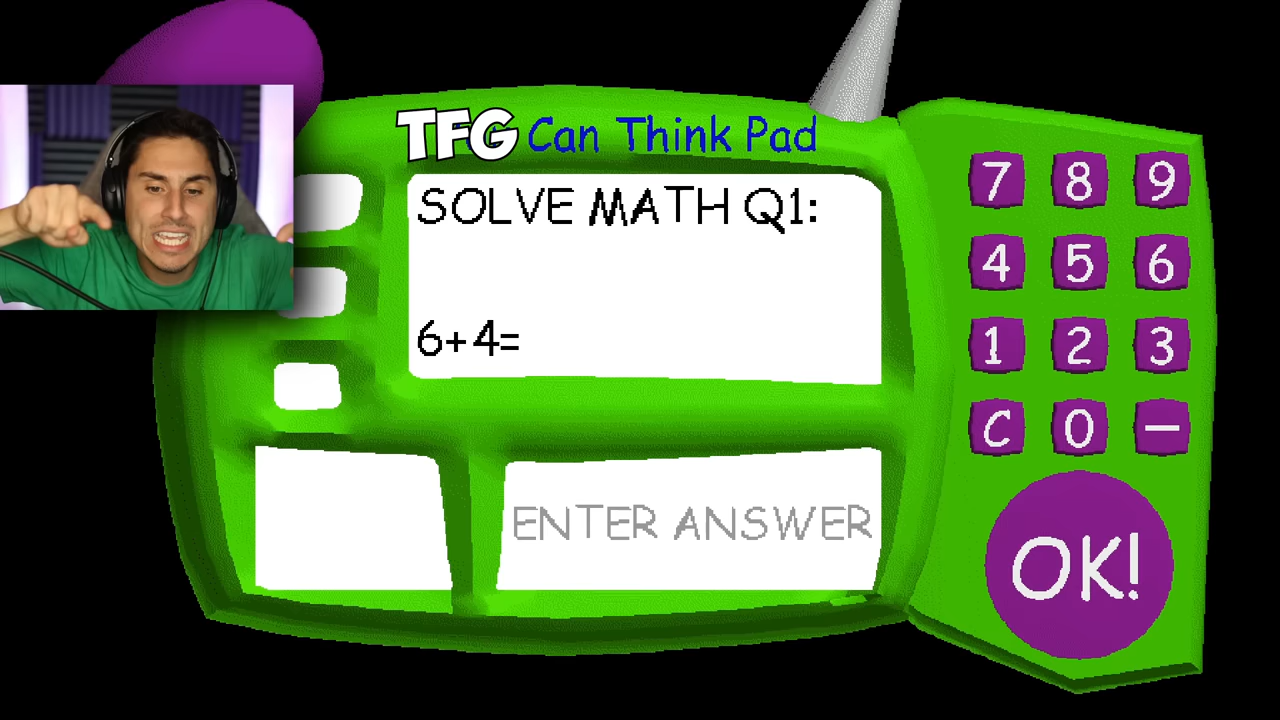 TFG Can Think Pad
SOLVE MATH Q1:
6+4=
ENTER ANSWER
7 8 9
4 5 6
1 2 3
C 0 −
OK!